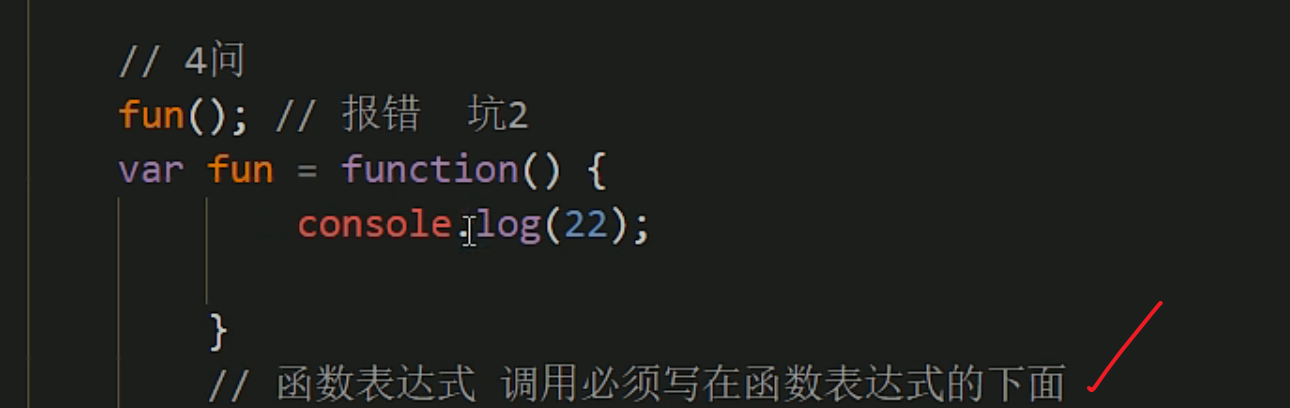 // 4问
fun(); // 报错 坑2
var fun = function() {
console.log(22);
}
// 函数表达式 调用必须写在函数表达式的下面